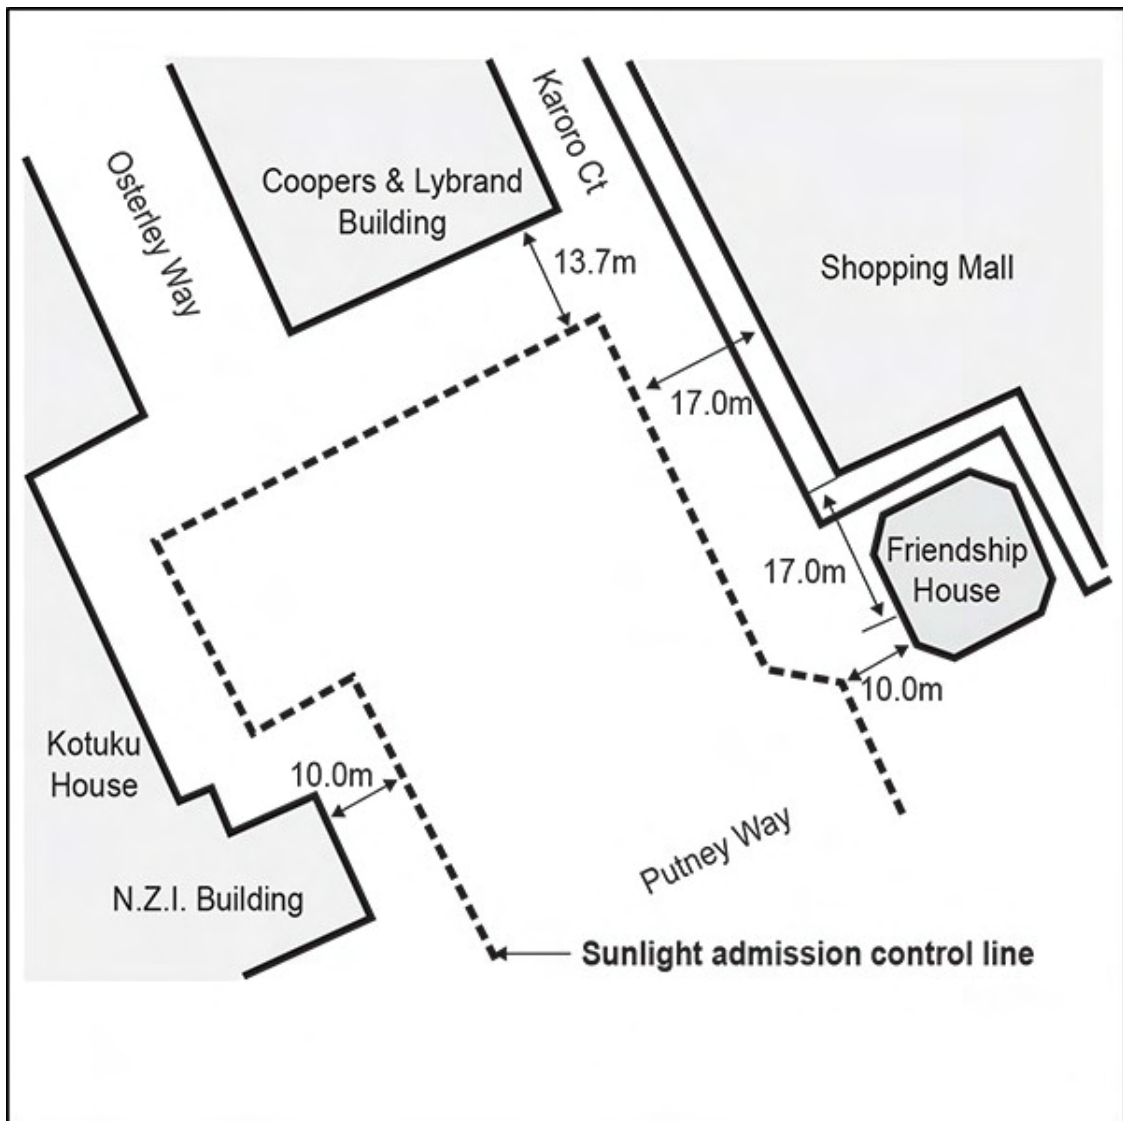 Karoro Ct
Osterley Way
Coopers & Lybrand
Building
13.7m
Shopping Mall
17.0m
17.0m
Friendship
House
10.0m
Kotuku
House
10.0m
Putney Way
N.Z.I. Building
Sunlight admission control line